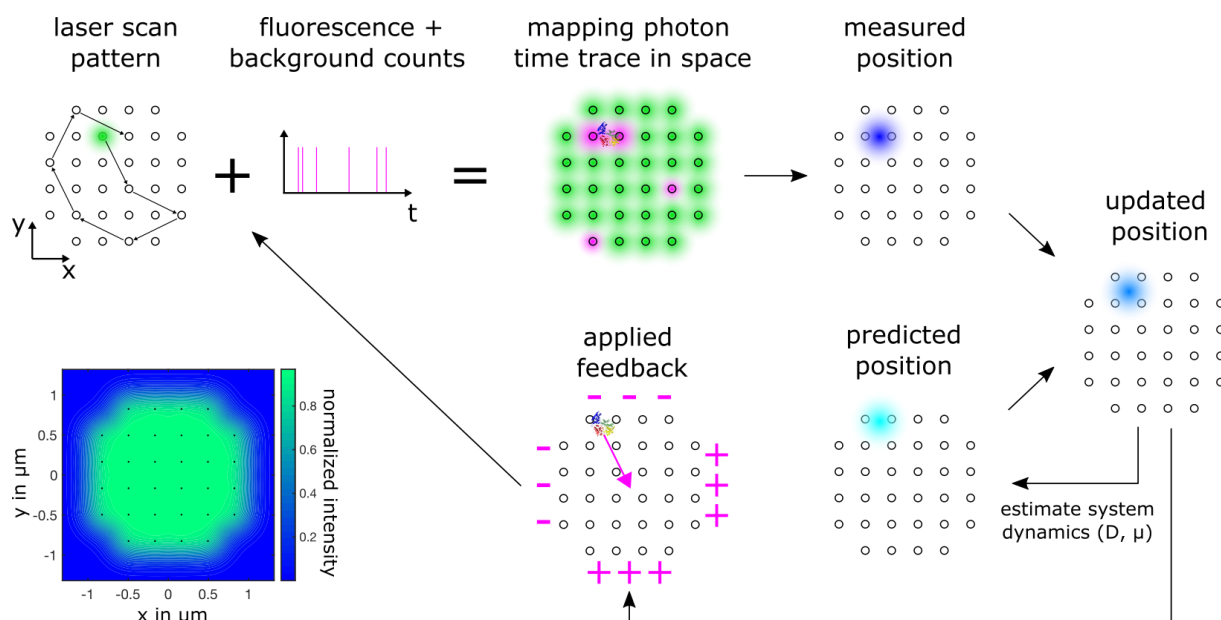 laser scan
pattern
fluorescence +
background counts
mapping photon
time trace in space
measured
position
+
=
t
y
x
updated
position
applied
feedback
predicted
position
- - -
-
-
-
+
+
+
+++
estimate system
dynamics (D, μ)
1
0.5
0
-0.5
-1
y in μm
-1 -0.5 0 0.5 1
x in μm
0.8
0.6
0.4
0.2
normalized intensity